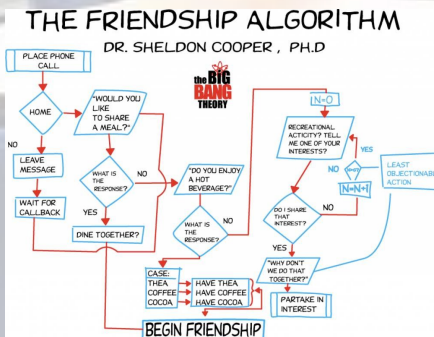 THE FRIENDSHIP ALGORITHM
DR. SHELDON COOPER, PH.D
PLACE PHONE
CALL
the BIG
BANG
THEORY
HOME
NO
LEAVE
MESSAGE
WAIT FOR
CALLBACK
"WOULD YOU
LIKE
TO SHARE
A MEAL?"
WHAT IS
THE
RESPONSE?
NO
YES
DINE TOGETHER?
"DO YOU ENJOY
A HOT
BEVERAGE?"
WHAT IS
THE
RESPONSE?
NO
CASE:
THEA
COFFEE
COCOA
HAVE THEA
HAVE COFFEE
HAVE COCOA
N=0
RECREATIONAL
ACTICITY? TELL
ME ONE OF YOUR
INTERESTS?
YES
NO
N=N+1
LEAST
OBJECTIONABLE
ACTION
DO I SHARE
THAT
INTEREST?
NO
YES
"WHY DON'T
WE DO THAT
TOGETHER?"
PARTAKE IN
INTEREST
BEGIN FRIENDSHIP